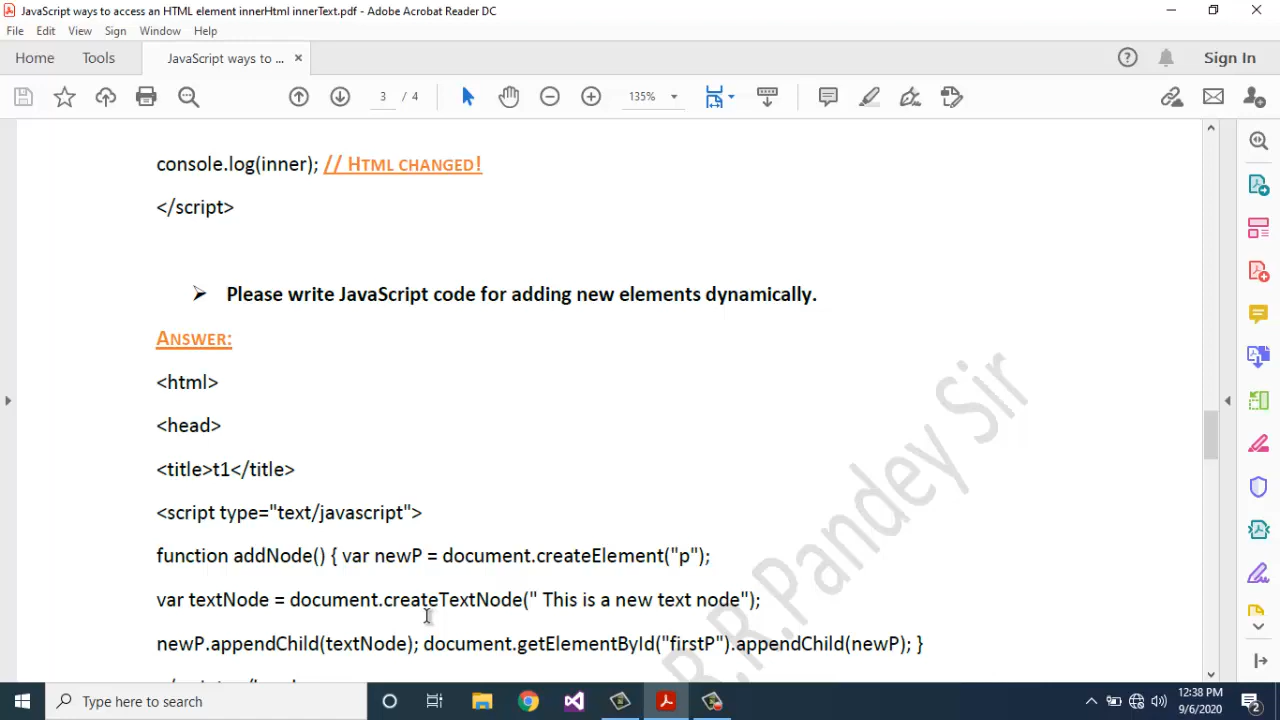 JavaScript ways to access an HTML element innerHtml innerText.pdf - Adobe Acrobat Reader DC
File Edit View Sign Window Help
Home Tools JavaScript ways to ... × Sign In
3 / 4 135%
console.log(inner); // HTML CHANGED!
</script>
➢ Please write JavaScript code for adding new elements dynamically.
ANSWER:
<html>
<head>
<title>t1</title>
<script type="text/javascript">
function addNode() { var newP = document.createElement("p");
var textNode = document.createTextNode(" This is a new text node");
newP.appendChild(textNode); document.getElementById("firstP").appendChild(newP); }
R.R.Pandey Sir
Type here to search
12:38 PM
9/6/2020
2